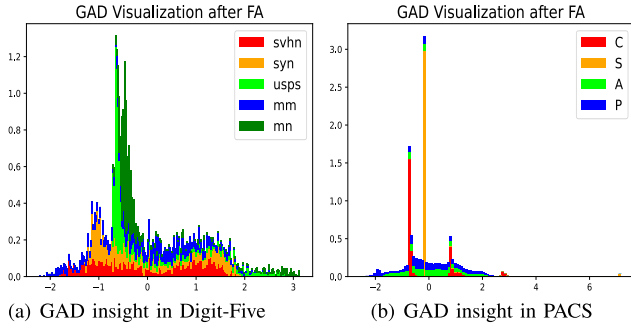 GAD Visualization after FA
svhn
syn
usps
mm
mn
1.2
1.0
0.8
0.6
0.4
0.2
0.0
−2 −1 0 1 2 3
(a) GAD insight in Digit-Five
GAD Visualization after FA
C
S
A
P
3.0
2.5
2.0
1.5
1.0
0.5
0.0
−2 0 2 4 6
(b) GAD insight in PACS